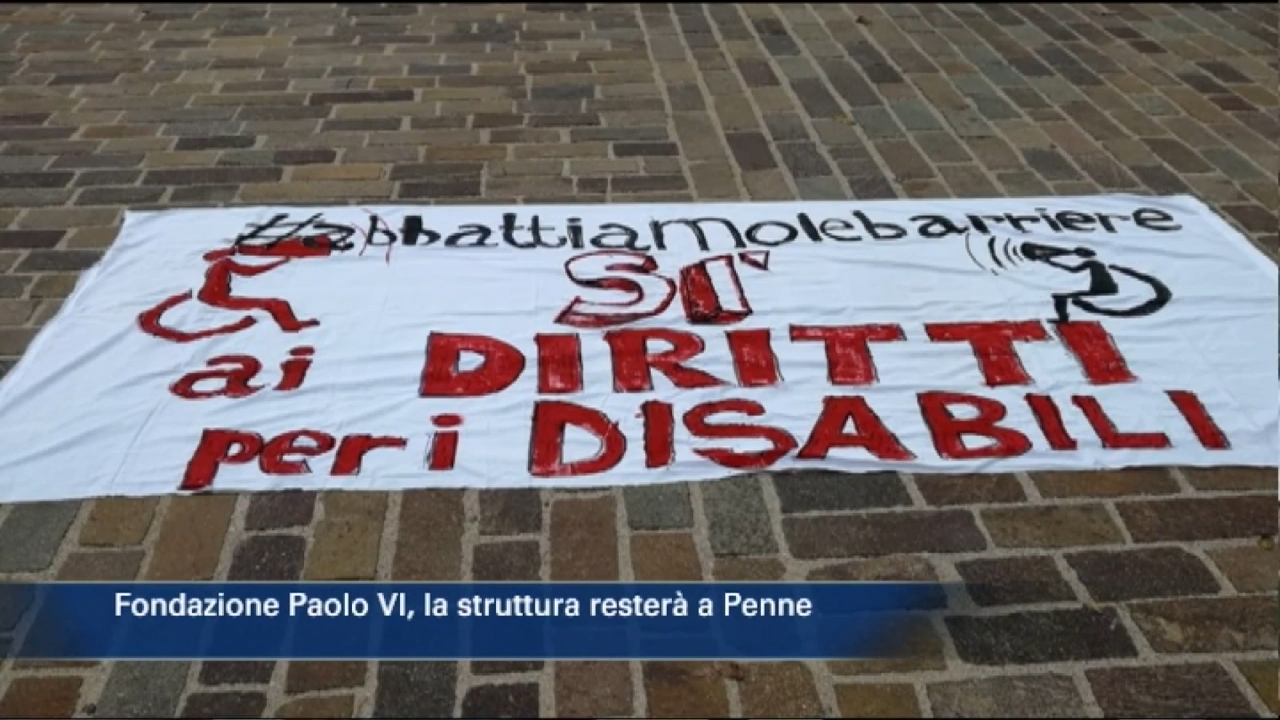 #abbattiamolebarriere
SI'
ai DIRITTI
per i DISABILI
Fondazione Paolo VI, la struttura resterà a Penne